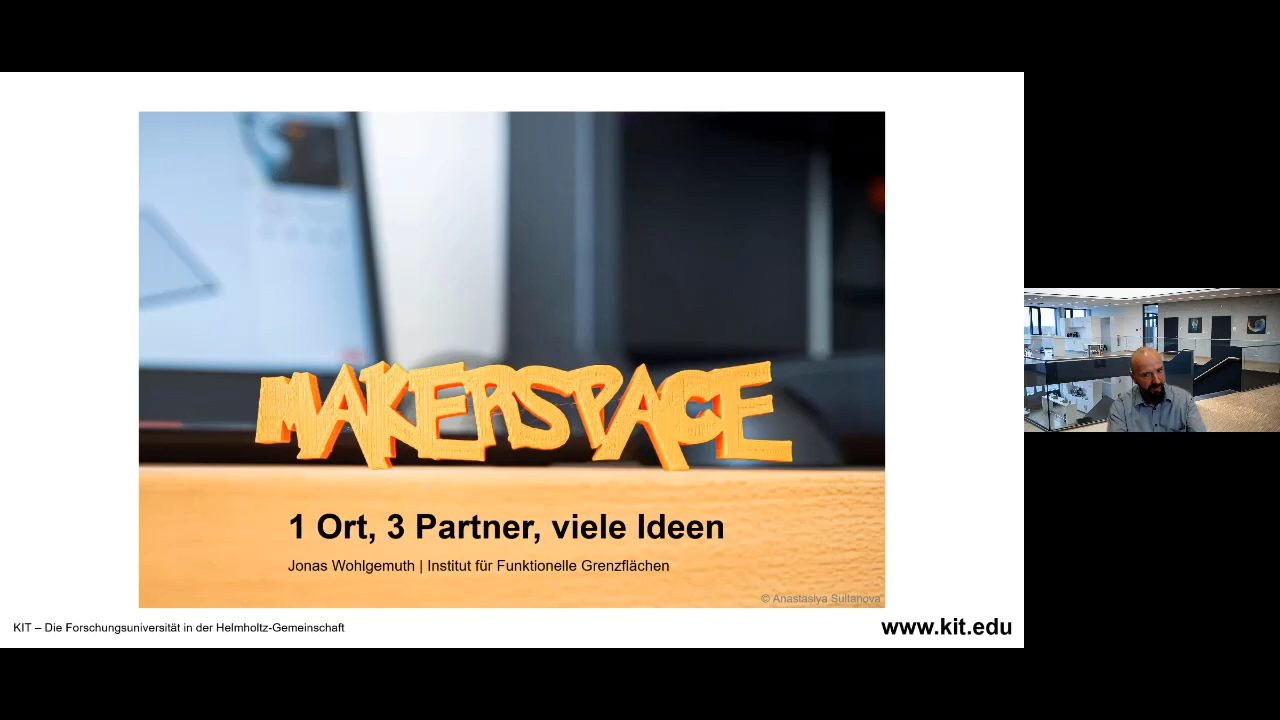 MAKERSPACE
1 Ort, 3 Partner, viele Ideen
Jonas Wohlgemuth | Institut für Funktionelle Grenzflächen
© Anastasiya Sultanova
KIT – Die Forschungsuniversität in der Helmholtz-Gemeinschaft
www.kit.edu